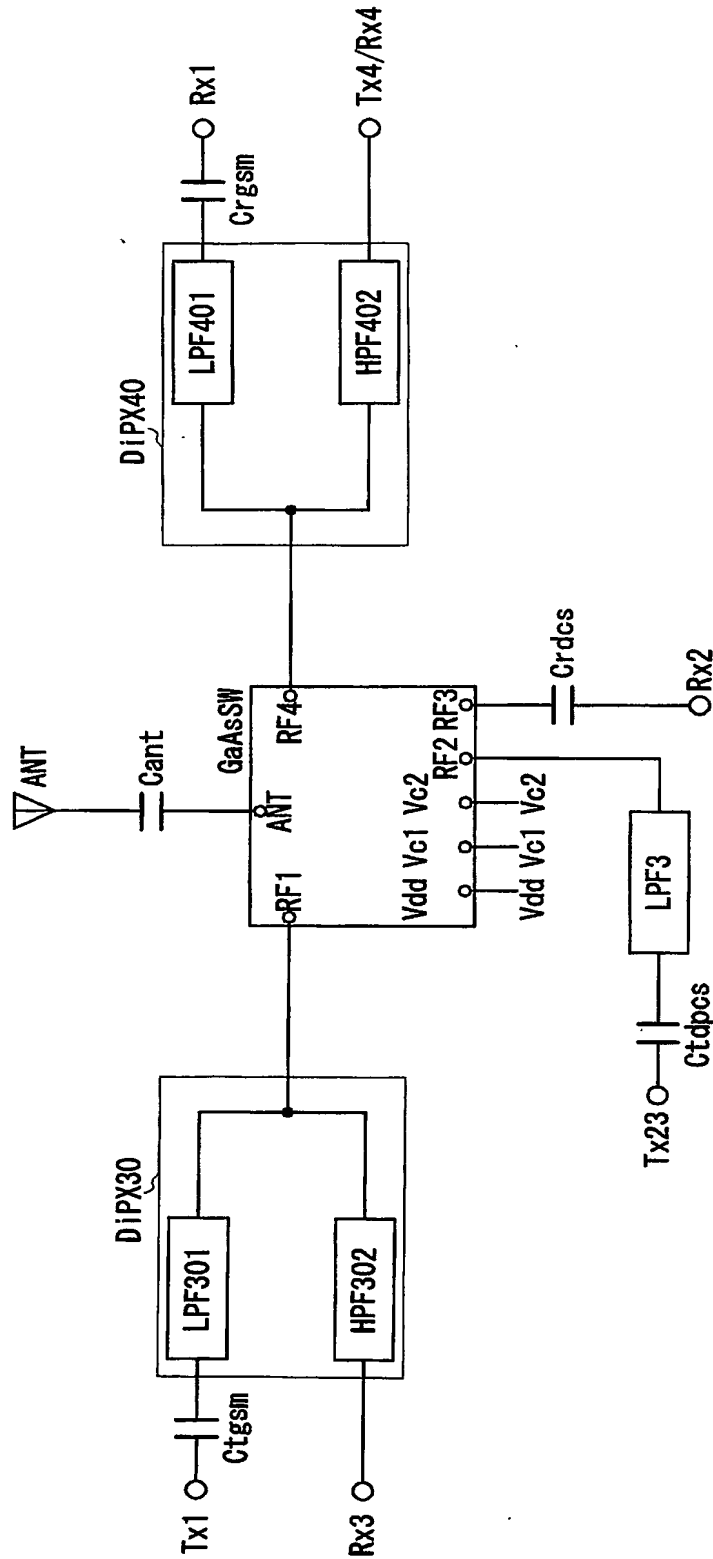 ANT
Cant
GaAsSW
ANT
RF1
RF4
Vdd Vc1 Vc2 RF2 RF3
Vdd Vc1 Vc2
DiPX30
LPF301
HPF302
Ctgsm
Tx1
Rx3
DiPX40
LPF401
HPF402
Crgsm
Rx1
Tx4/Rx4
Crdcs
Rx2
LPF3
Ctdpcs
Tx23